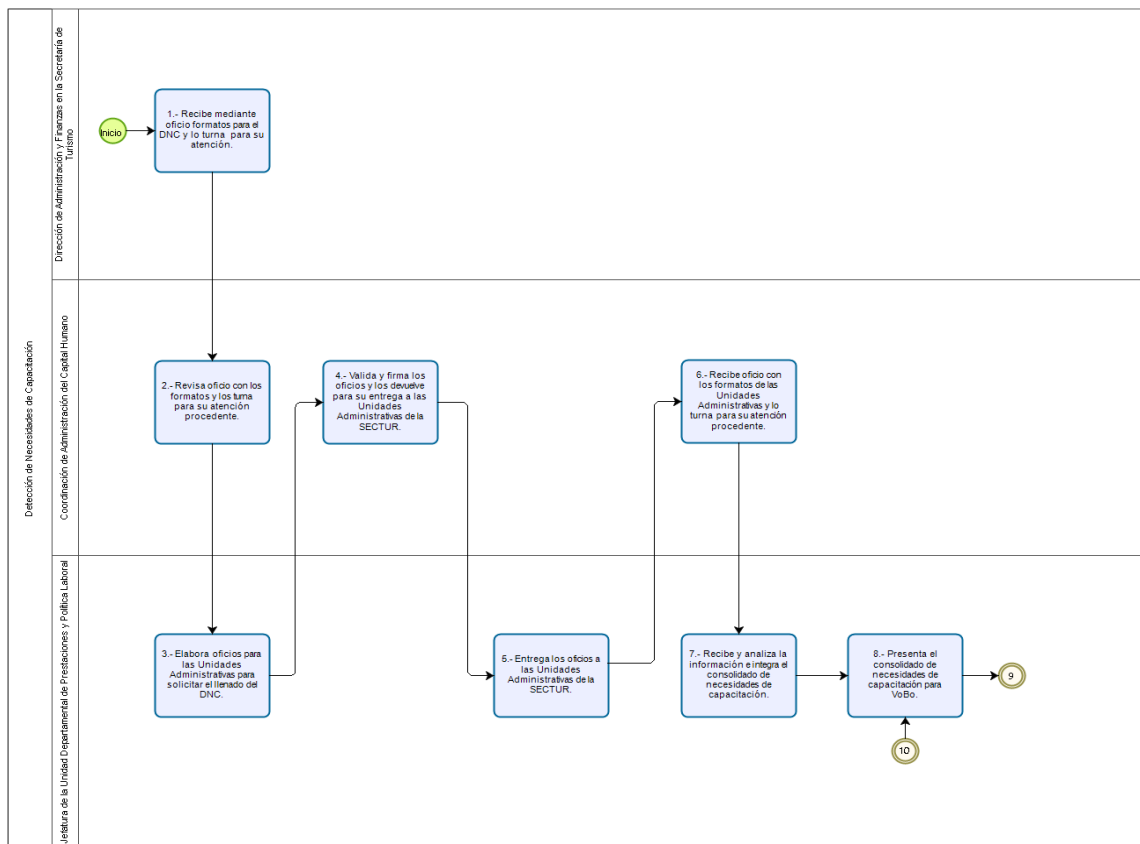 Detección de Necesidades de Capacitación
Dirección de Administración y Finanzas en la Secretaría de
Turismo
Inicio
1.- Recibe mediante
oficio formatos para el
DNC y lo turna para su
atención.
Coordinación de Administración del Capital Humano
2.- Revisa oficio con los
formatos y los turna
para su atención
procedente.
4.- Valida y firma los
oficios y los devuelve
para su entrega a las
Unidades
Administrativas de la
SECTUR.
6.- Recibe oficio con
los formatos de las
Unidades
Administrativas y lo
turna para su atención
procedente.
Jefatura de la Unidad Departamental de Prestaciones y Política Laboral
3.- Elabora oficios para
las Unidades
Administrativas para
solicitar el llenado del
DNC.
5.- Entrega los oficios a
las Unidades
Administrativas de la
SECTUR.
7.- Recibe y analiza la
información e integra el
consolidado de
necesidades de
capacitación.
8.- Presenta el
consolidado de
necesidades de
capacitación para
VoBo.
9
10